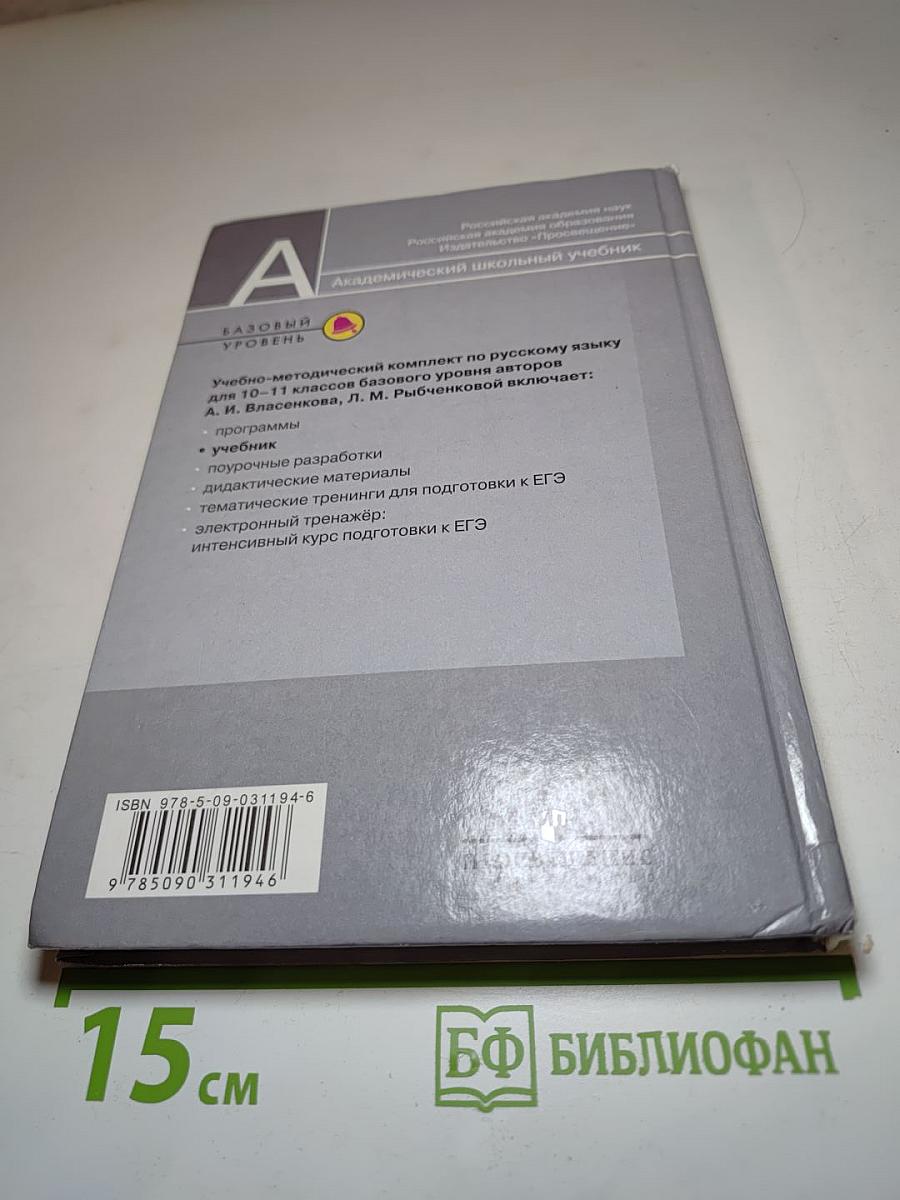 Российская академия наук
Российская академия образования
Издательство «Просвещение»
А
Академический школьный учебник
БАЗОВЫЙ
УРОВЕНЬ
Учебно-методический комплект по русскому языку
для 10–11 классов базового уровня авторов
А. И. Власенкова, Л. М. Рыбченковой включает:
• программы
• учебник
• поурочные разработки
• дидактические материалы
• тематические тренинги для подготовки к ЕГЭ
• электронный тренажёр:
интенсивный курс подготовки к ЕГЭ
ISBN 978-5-09-031194-6
9 785090 311946
15 см
БФ БИБЛИОФАН